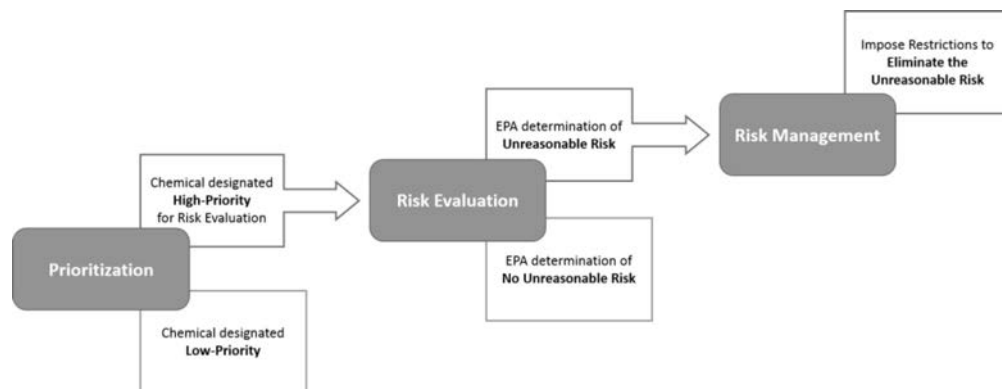 Prioritization
Chemical designated
High-Priority
for Risk Evaluation
Chemical designated
Low-Priority
Risk Evaluation
EPA determination of
Unreasonable Risk
EPA determination of
No Unreasonable Risk
Risk Management
Impose Restrictions to
Eliminate the
Unreasonable Risk